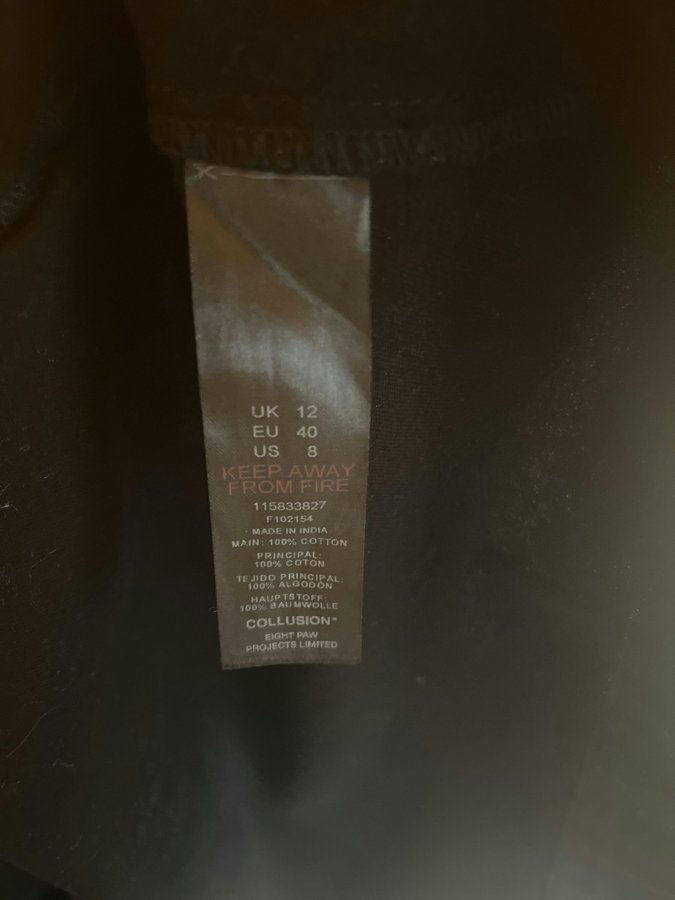 UK 12
EU 40
US 8
KEEP AWAY
FROM FIRE
115833827
F102154
MADE IN INDIA
MAIN: 100% COTTON
PRINCIPAL:
100% COTON
TEJIDO PRINCIPAL:
100% ALGODÓN
HAUPTSTOFF:
100% BAUMWOLLE
COLLUSION®
EIGHT PAW
PROJECTS LIMITED